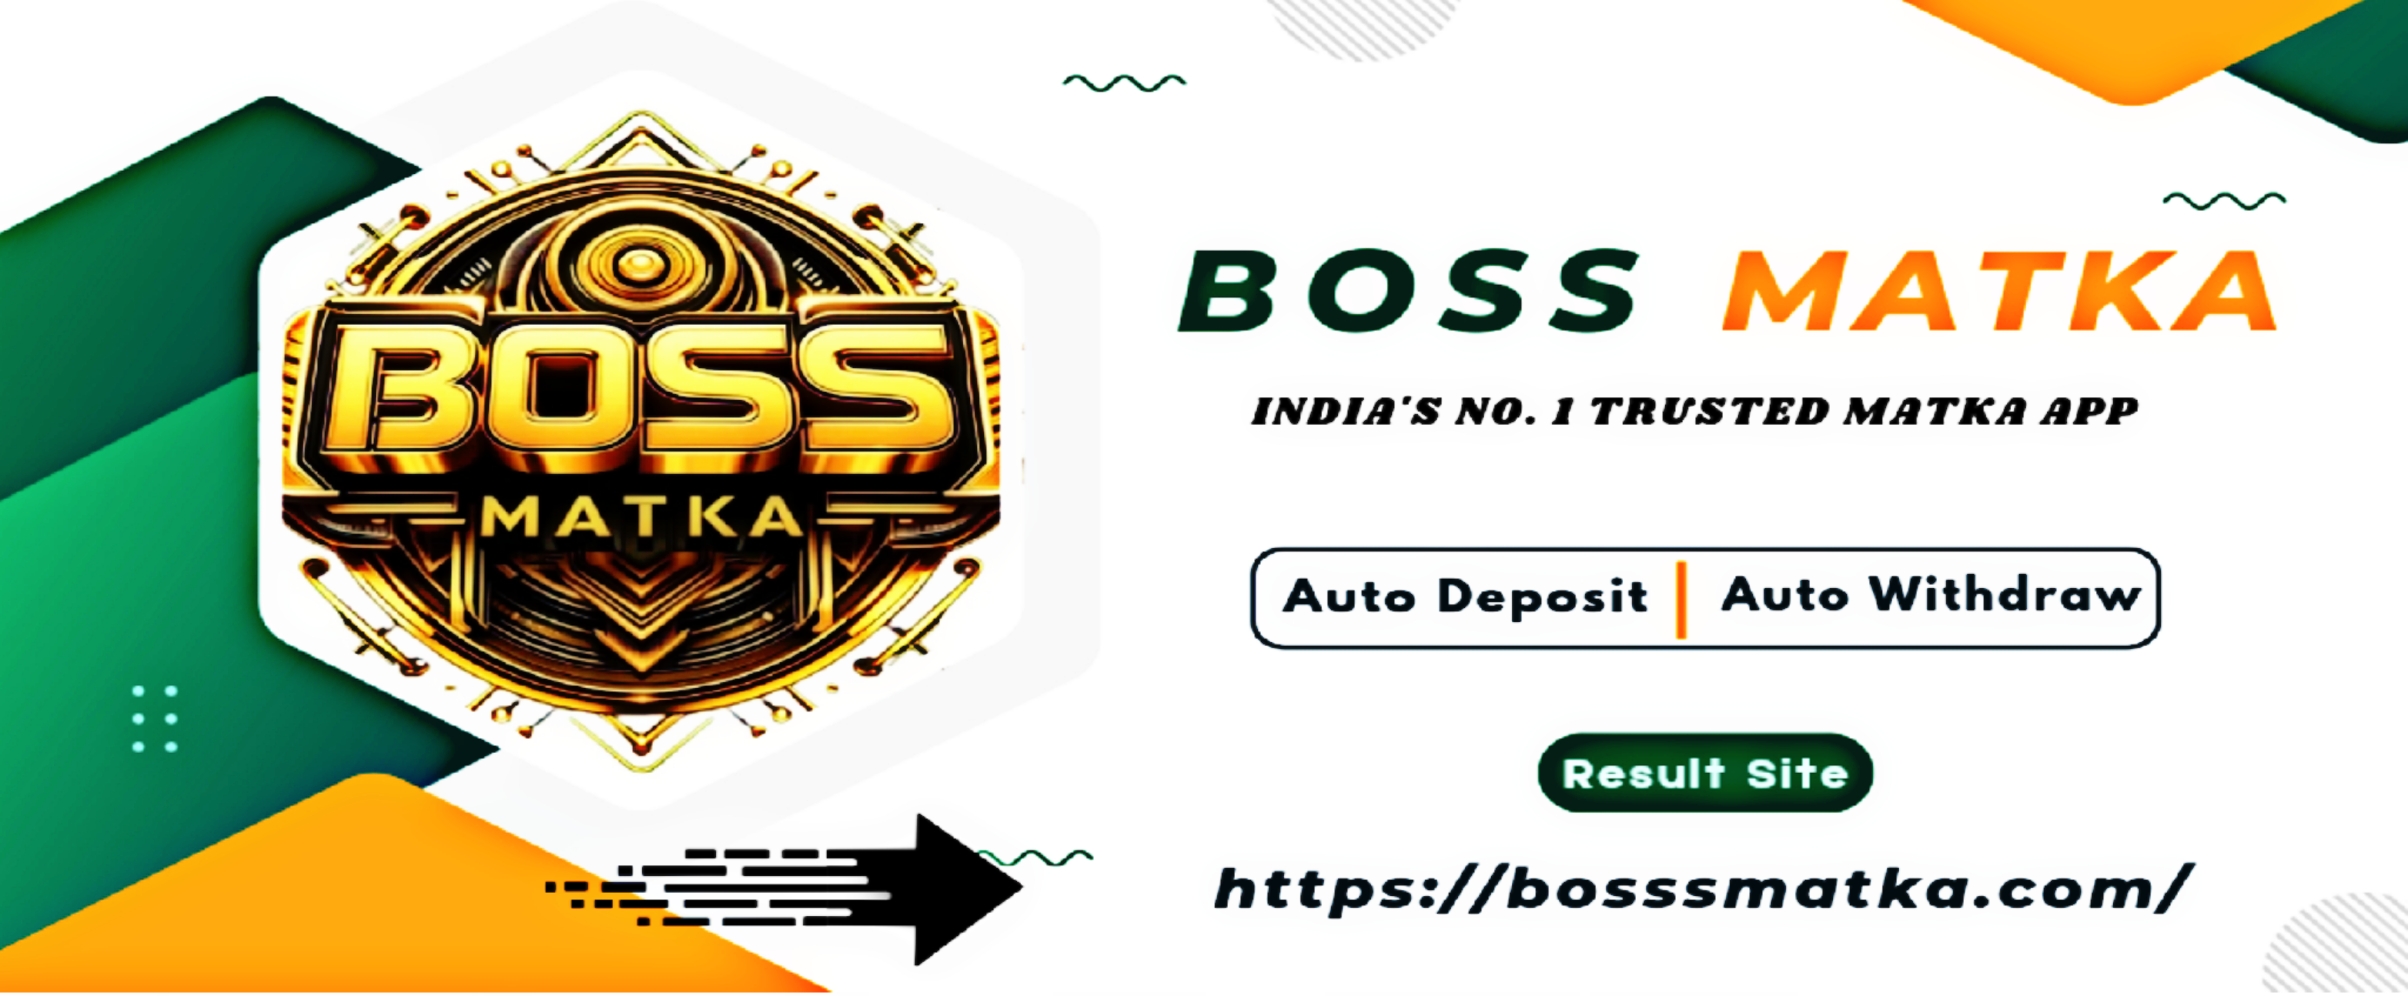 BOSS
MATKA
BOSS MATKA
INDIA'S NO. 1 TRUSTED MATKA APP
Auto Deposit | Auto Withdraw
Result Site
https://bosssmatka.com/